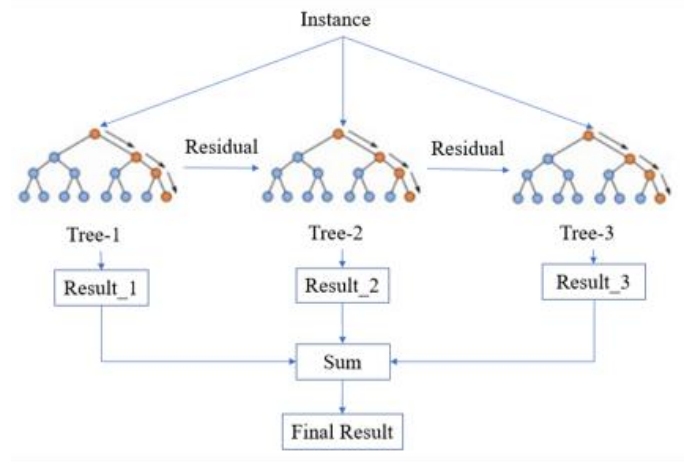 Instance
Residual
Residual
Tree-1
Tree-2
Tree-3
Result_1
Result_2
Result_3
Sum
Final Result